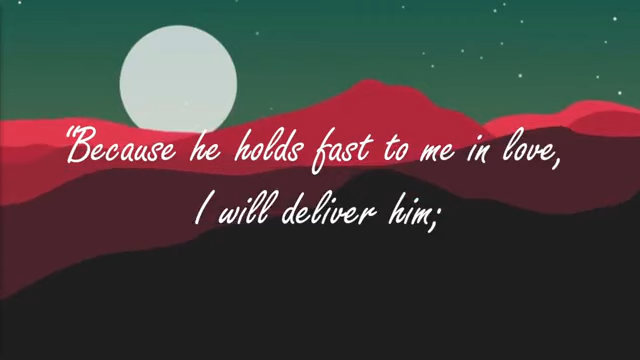 “Because he holds fast to me in love,
I will deliver him;